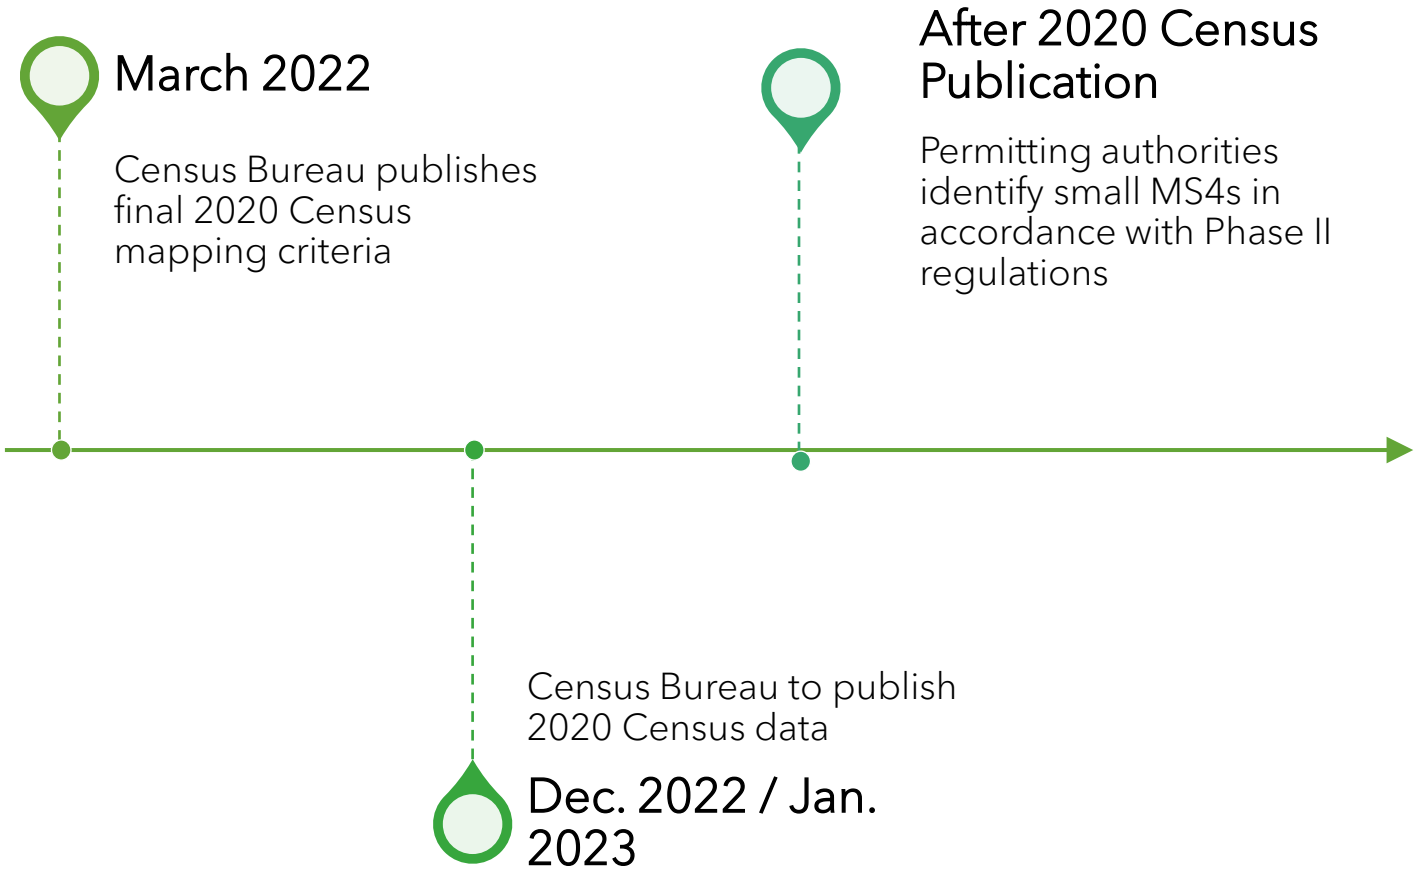 March 2022
Census Bureau publishes
final 2020 Census
mapping criteria
After 2020 Census
Publication
Permitting authorities
identify small MS4s in
accordance with Phase II
regulations
Census Bureau to publish
2020 Census data
Dec. 2022 / Jan.
2023